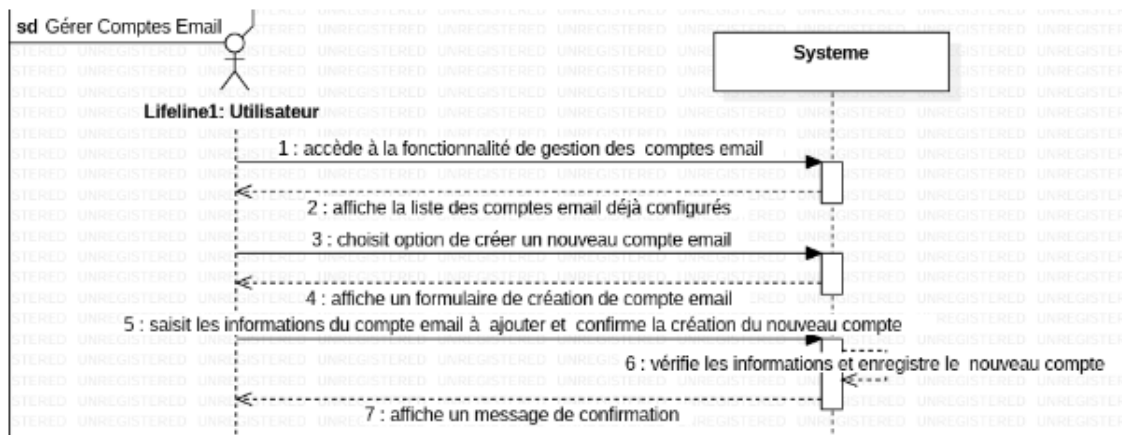 sd Gérer Comptes Email
Systeme
Lifeline1: Utilisateur
1 : accède à la fonctionnalité de gestion des comptes email
2 : affiche la liste des comptes email déjà configurés
3 : choisit option de créer un nouveau compte email
4 : affiche un formulaire de création de compte email
5 : saisit les informations du compte email à ajouter et confirme la création du nouveau compte
6 : vérifie les informations et enregistre le nouveau compte
7 : affiche un message de confirmation
UNREGISTERED